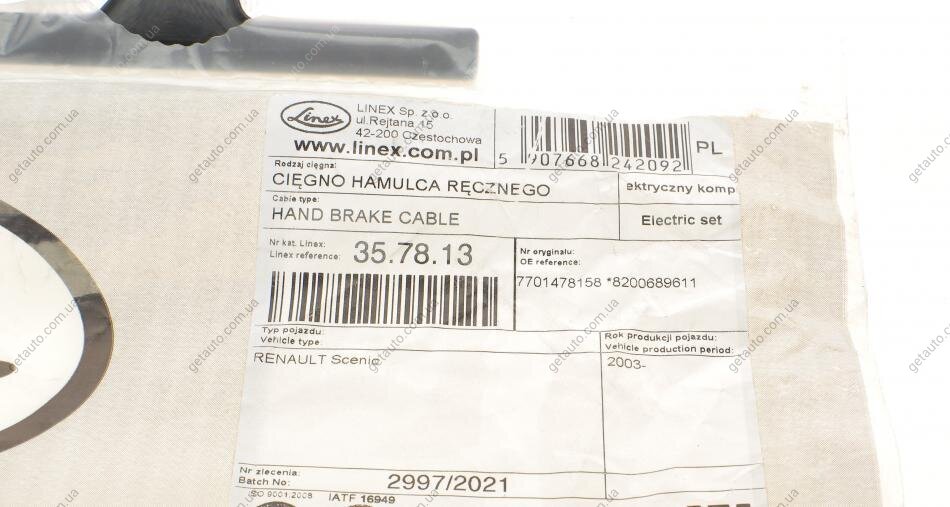 Linex
LINEX Sp. z.o.o.
ul.Rejtana 15
42-200 Częstochowa
www.linex.com.pl
5 907668 242092
PL
Rodzaj cięgna:
CIĘGNO HAMULCA RĘCZNEGO
ektryczny komp
Cable type:
HAND BRAKE CABLE
Electric set
Nr kat. Linex:
Linex reference: 35.78.13
Nr oryginału:
OE reference:
7701478158 *8200689611
Typ pojazdu:
Vehicle type:
RENAULT Scenic
Rok produkcji pojazdu:
Vehicle production period:
2003-
Nr zlecenia:
Batch No: 2997/2021
ISO 9001:2008 IATF 16949
getauto.com.ua